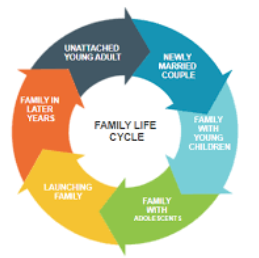 UNATTACHED
YOUNG ADULT
NEWLY
MARRIED
COUPLE
FAMILY
WITH
YOUNG
CHILDREN
FAMILY
WITH
ADOLESCENTS
LAUNCHING
FAMILY
FAMILY IN
LATER
YEARS
FAMILY LIFE
CYCLE